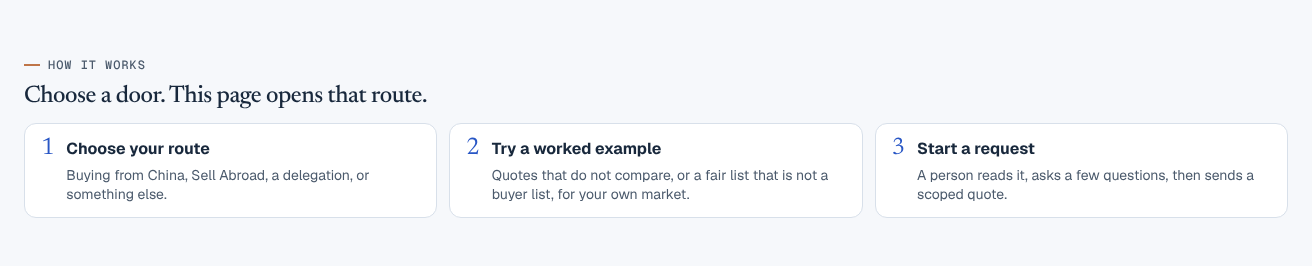 HOW IT WORKS
Choose a door. This page opens that route.
1 Choose your route
Buying from China, Sell Abroad, a delegation, or
something else.
2 Try a worked example
Quotes that do not compare, or a fair list that is not a
buyer list, for your own market.
3 Start a request
A person reads it, asks a few questions, then sends a
scoped quote.